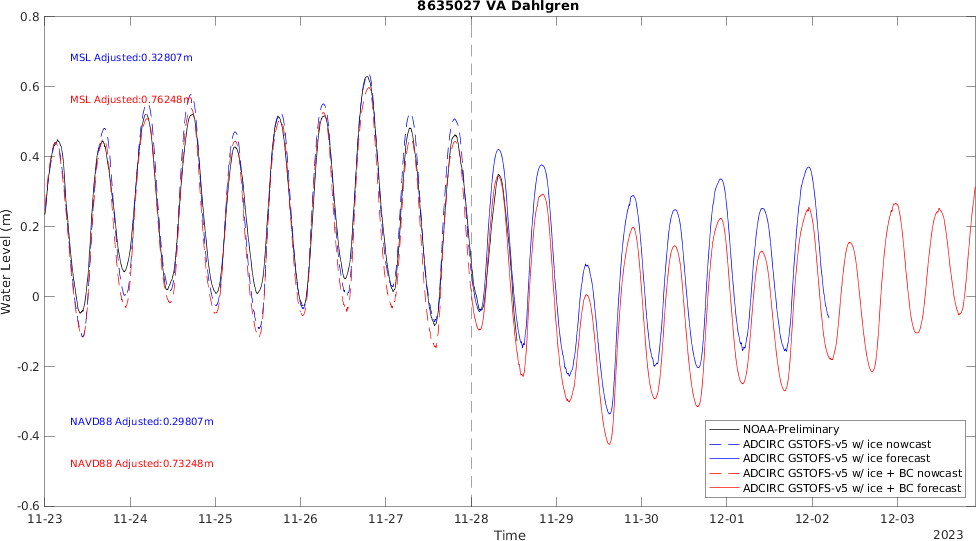 8635027 VA Dahlgren
0.8
0.6
0.4
0.2
0
-0.2
-0.4
-0.6
Water Level (m)
MSL Adjusted:0.32807m
MSL Adjusted:0.76248m
NAVD88 Adjusted:0.29807m
NAVD88 Adjusted:0.73248m
NOAA-Preliminary
ADCIRC GSTOFS-v5 w/ ice nowcast
ADCIRC GSTOFS-v5 w/ ice forecast
ADCIRC GSTOFS-v5 w/ ice + BC nowcast
ADCIRC GSTOFS-v5 w/ ice + BC forecast
11-23 11-24 11-25 11-26 11-27 11-28 11-29 11-30 12-01 12-02 12-03
Time
2023